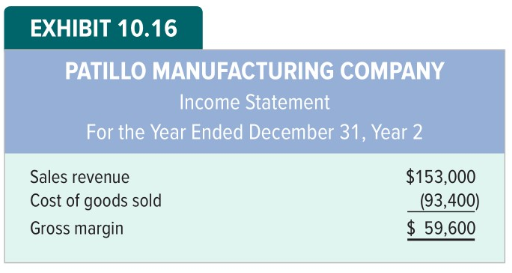 EXHIBIT 10.16
PATILLO MANUFACTURING COMPANY
Income Statement
For the Year Ended December 31, Year 2
Sales revenue $153,000
Cost of goods sold (93,400)
Gross margin $ 59,600